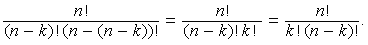 n! / ((n−k)!(n−(n−k))!) = n! / ((n−k)! k!) = n! / (k!(n−k)!).